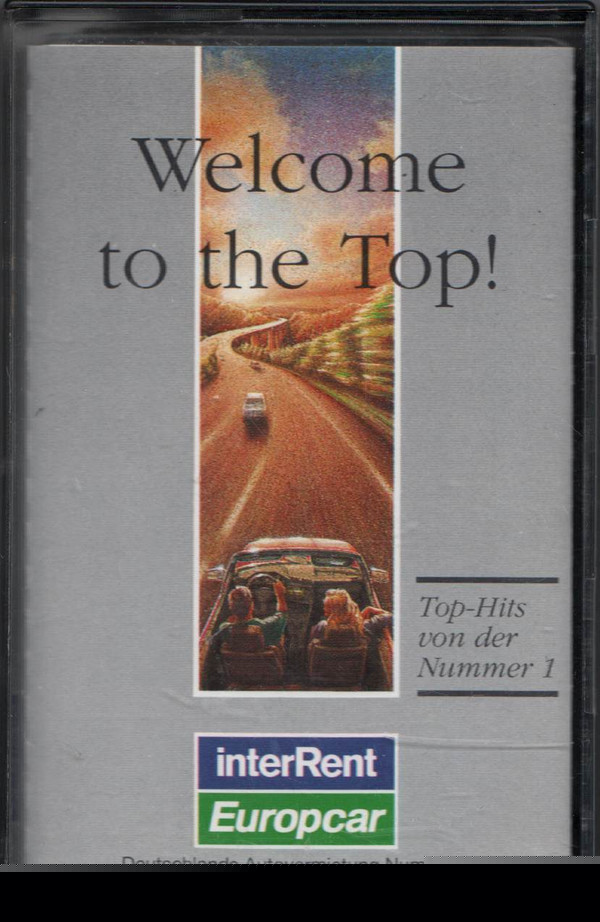 Welcome
to the Top!
Top-Hits
von der
Nummer 1
interRent
Europcar